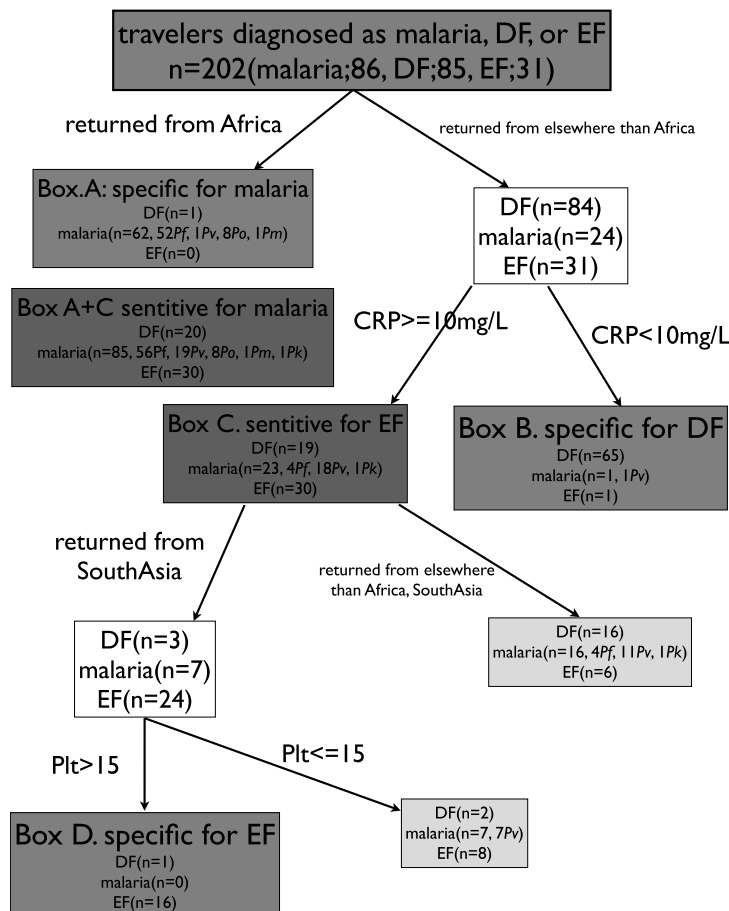 travelers diagnosed as malaria, DF, or EF
n=202(malaria;86, DF;85, EF;31)
returned from Africa
returned from elsewhere than Africa
Box.A: specific for malaria
DF(n=1)
malaria(n=62, 52Pf, 1Pv, 8Po, 1Pm)
EF(n=0)
DF(n=84)
malaria(n=24)
EF(n=31)
Box A+C sentitive for malaria
DF(n=20)
malaria(n=85, 56Pf, 19Pv, 8Po, 1Pm, 1Pk)
EF(n=30)
CRP>=10mg/L
CRP<10mg/L
Box C. sentitive for EF
DF(n=19)
malaria(n=23, 4Pf, 18Pv, 1Pk)
EF(n=30)
Box B. specific for DF
DF(n=65)
malaria(n=1, 1Pv)
EF(n=1)
returned from
SouthAsia
returned from elsewhere
than Africa, SouthAsia
DF(n=3)
malaria(n=7)
EF(n=24)
DF(n=16)
malaria(n=16, 4Pf, 11Pv, 1Pk)
EF(n=6)
Plt>15
Plt<=15
Box D. specific for EF
DF(n=1)
malaria(n=0)
EF(n=16)
DF(n=2)
malaria(n=7, 7Pv)
EF(n=8)